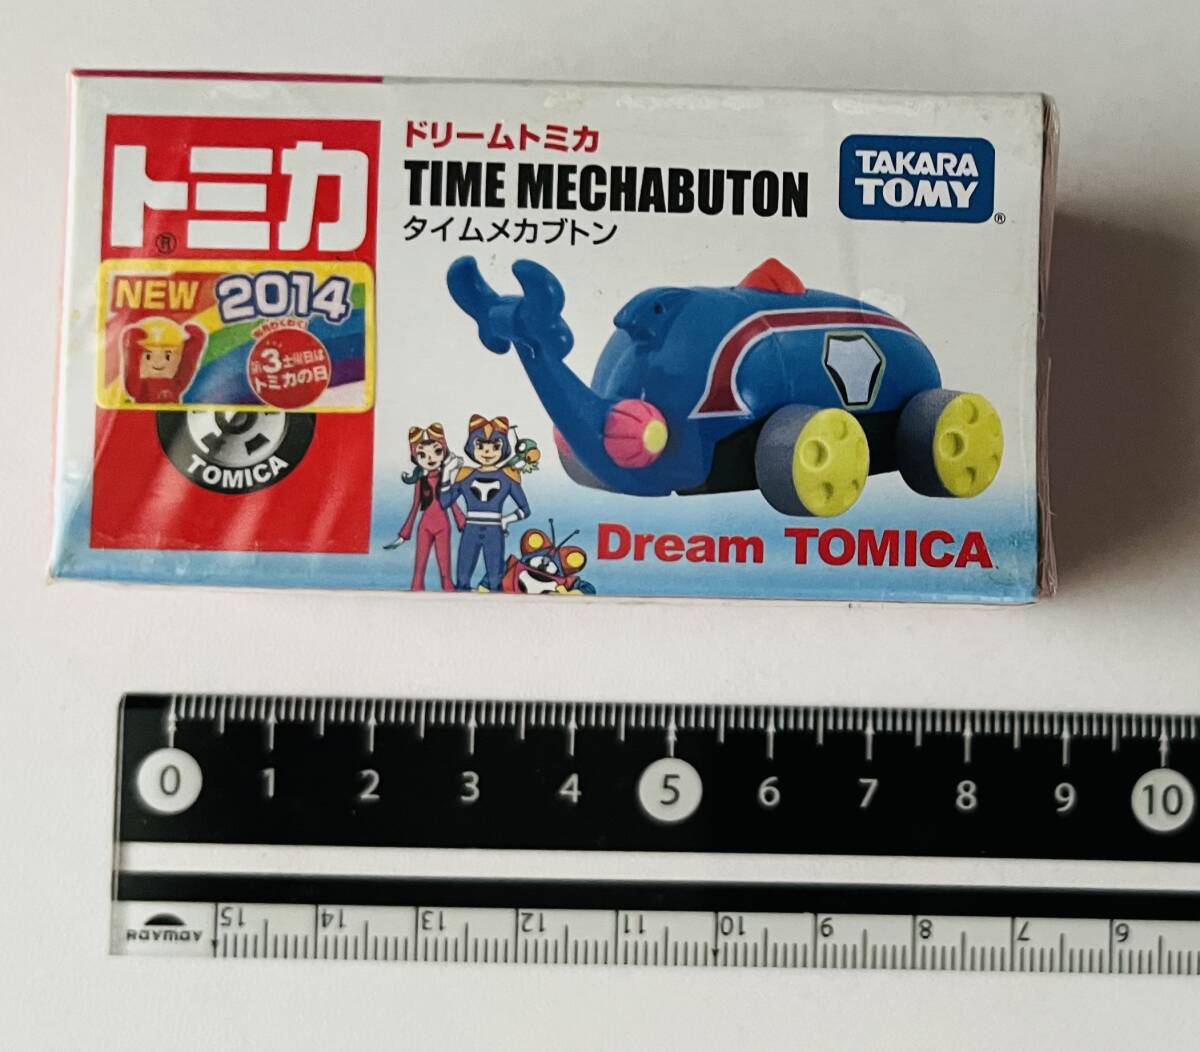 トミカ
®
NEW 2014
第3土曜日は
トミカの日
TOMICA
ドリームトミカ
TIME MECHABUTON
タイムメカブトン
TAKARA
TOMY
®
Dream TOMICA
0 1 2 3 4 5 6 7 8 9 10
RAYMAY
15 14 13 12 11 10 9 8 7 6